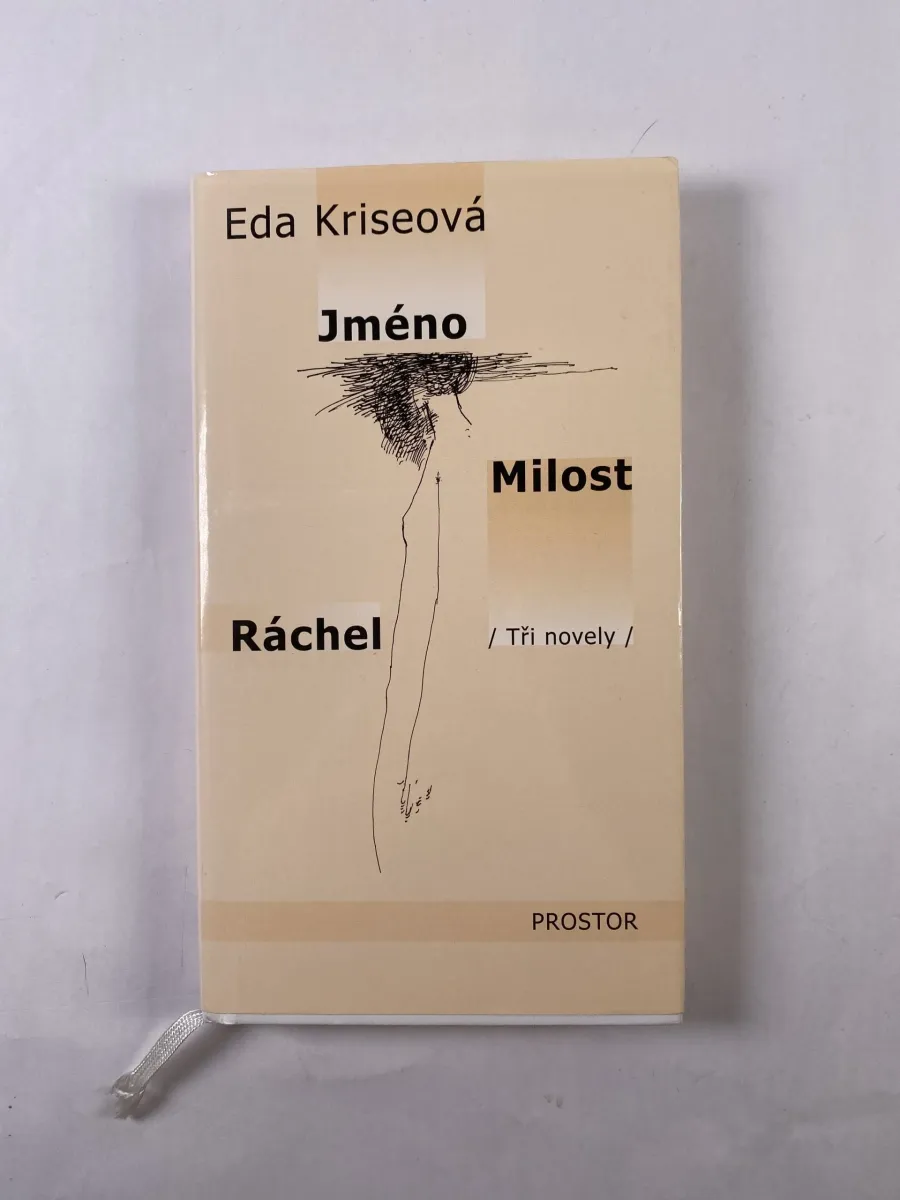 Eda Kriseová
Jméno
Milost
Ráchel
/ Tři novely /
PROSTOR